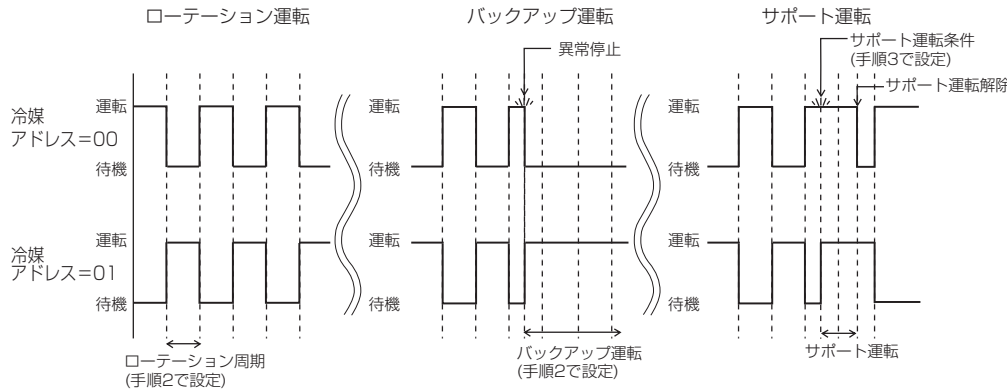 ローテーション運転
バックアップ運転
サポート運転
異常停止
サポート運転条件
(手順3で設定)
サポート運転解除
冷媒
アドレス=00
運転
待機
運転
待機
運転
待機
冷媒
アドレス=01
運転
待機
運転
待機
運転
待機
ローテーション周期
(手順2で設定)
バックアップ運転
(手順2で設定)
サポート運転